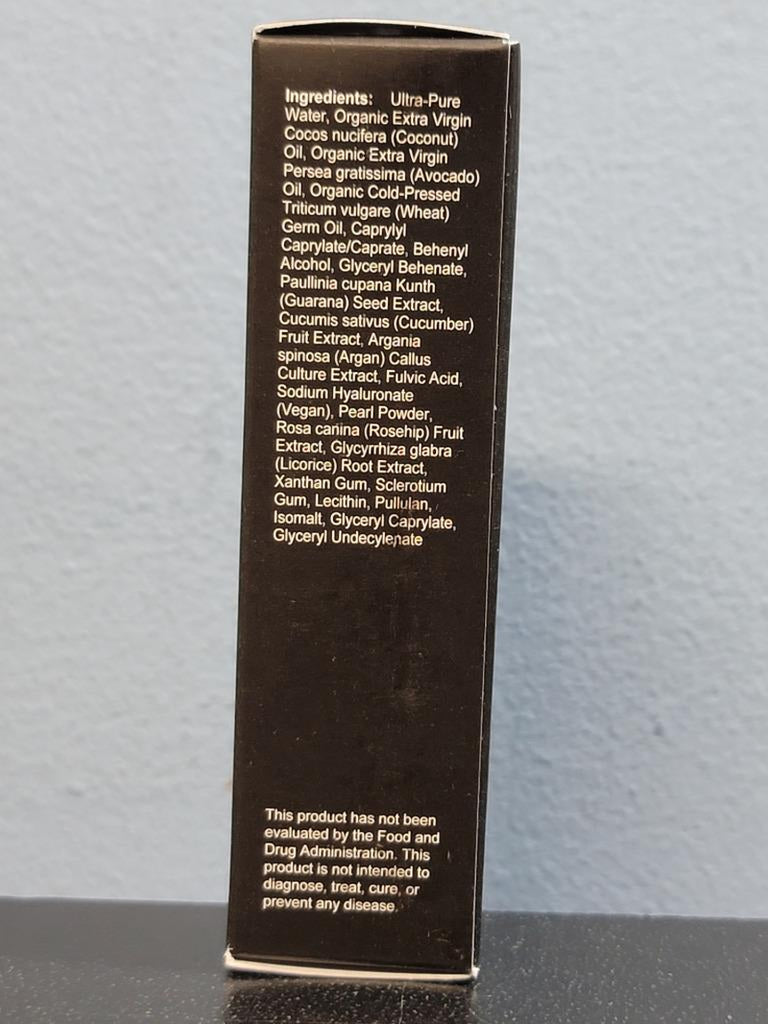 Ingredients: Ultra-Pure
Water, Organic Extra Virgin
Cocos nucifera (Coconut)
Oil, Organic Extra Virgin
Persea gratissima (Avocado)
Oil, Organic Cold-Pressed
Triticum vulgare (Wheat)
Germ Oil, Caprylyl
Caprylate/Caprate, Behenyl
Alcohol, Glyceryl Behenate,
Paullinia cupana Kunth
(Guarana) Seed Extract,
Cucumis sativus (Cucumber)
Fruit Extract, Argania
spinosa (Argan) Callus
Culture Extract, Fulvic Acid,
Sodium Hyaluronate
(Vegan), Pearl Powder,
Rosa canina (Rosehip) Fruit
Extract, Glycyrrhiza glabra
(Licorice) Root Extract,
Xanthan Gum, Sclerotium
Gum, Lecithin, Pullulan,
Isomalt, Glyceryl Caprylate,
Glyceryl Undecylenate
This product has not been
evaluated by the Food and
Drug Administration. This
product is not intended to
diagnose, treat, cure, or
prevent any disease.